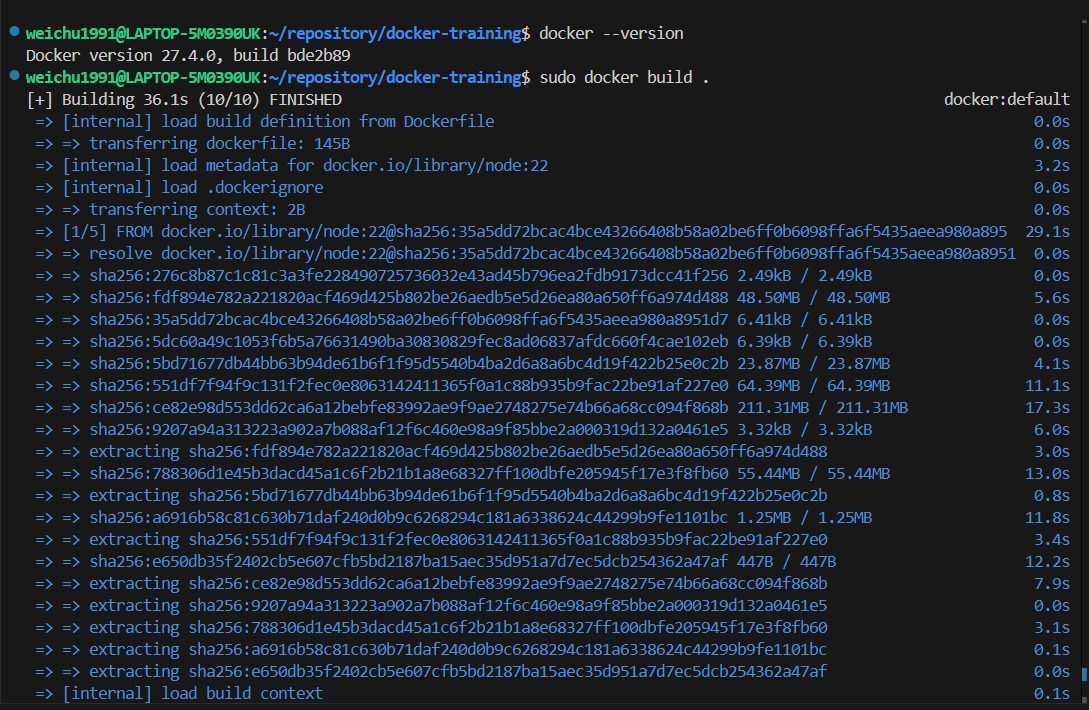 weichu1991@LAPTOP-5M0390UK:~/repository/docker-training$ docker --version
Docker version 27.4.0, build bde2b89
weichu1991@LAPTOP-5M0390UK:~/repository/docker-training$ sudo docker build .
[+] Building 36.1s (10/10) FINISHED docker:default
=> [internal] load build definition from Dockerfile 0.0s
=> => transferring dockerfile: 145B 0.0s
=> [internal] load metadata for docker.io/library/node:22 3.2s
=> [internal] load .dockerignore 0.0s
=> => transferring context: 2B 0.0s
=> [1/5] FROM docker.io/library/node:22@sha256:35a5dd72bcac4bce43266408b58a02be6ff0b6098ffa6f5435aeea980a895 29.1s
=> => resolve docker.io/library/node:22@sha256:35a5dd72bcac4bce43266408b58a02be6ff0b6098ffa6f5435aeea980a8951 0.0s
=> => sha256:276c8b87c1c81c3a3fe228490725736032e43ad45b796ea2fdb9173dcc41f256 2.49kB / 2.49kB 0.0s
=> => sha256:fdf894e782a221820acf469d425b802be26aedb5e5d26ea80a650ff6a974d488 48.50MB / 48.50MB 5.6s
=> => sha256:35a5dd72bcac4bce43266408b58a02be6ff0b6098ffa6f5435aeea980a8951d7 6.41kB / 6.41kB 0.0s
=> => sha256:5dc60a49c1053f6b5a76631490ba30830829fec8ad06837afdc660f4cae102eb 6.39kB / 6.39kB 0.0s
=> => sha256:5bd71677db44bb63b94de61b6f1f95d5540b4ba2d6a8a6bc4d19f422b25e0c2b 23.87MB / 23.87MB 4.1s
=> => sha256:551df7f94f9c131f2fec0e8063142411365f0a1c88b935b9fac22be91af227e0 64.39MB / 64.39MB 11.1s
=> => sha256:ce82e98d553dd62ca6a12bebfe83992ae9f9ae2748275e74b66a68cc094f868b 211.31MB / 211.31MB 17.3s
=> => sha256:9207a94a313223a902a7b088af12f6c460e98a9f85bbe2a000319d132a0461e5 3.32kB / 3.32kB 6.0s
=> => extracting sha256:fdf894e782a221820acf469d425b802be26aedb5e5d26ea80a650ff6a974d488 3.0s
=> => sha256:788306d1e45b3dacd45a1c6f2b21b1a8e68327ff100dbfe205945f17e3f8fb60 55.44MB / 55.44MB 13.0s
=> => extracting sha256:5bd71677db44bb63b94de61b6f1f95d5540b4ba2d6a8a6bc4d19f422b25e0c2b 0.8s
=> => sha256:a6916b58c81c630b71daf240d0b9c6268294c181a6338624c44299b9fe1101bc 1.25MB / 1.25MB 11.8s
=> => extracting sha256:551df7f94f9c131f2fec0e8063142411365f0a1c88b935b9fac22be91af227e0 3.4s
=> => sha256:e650db35f2402cb5e607cfb5bd2187ba15aec35d951a7d7ec5dcb254362a47af 447B / 447B 12.2s
=> => extracting sha256:ce82e98d553dd62ca6a12bebfe83992ae9f9ae2748275e74b66a68cc094f868b 7.9s
=> => extracting sha256:9207a94a313223a902a7b088af12f6c460e98a9f85bbe2a000319d132a0461e5 0.0s
=> => extracting sha256:788306d1e45b3dacd45a1c6f2b21b1a8e68327ff100dbfe205945f17e3f8fb60 3.1s
=> => extracting sha256:a6916b58c81c630b71daf240d0b9c6268294c181a6338624c44299b9fe1101bc 0.1s
=> => extracting sha256:e650db35f2402cb5e607cfb5bd2187ba15aec35d951a7d7ec5dcb254362a47af 0.0s
=> [internal] load build context 0.1s